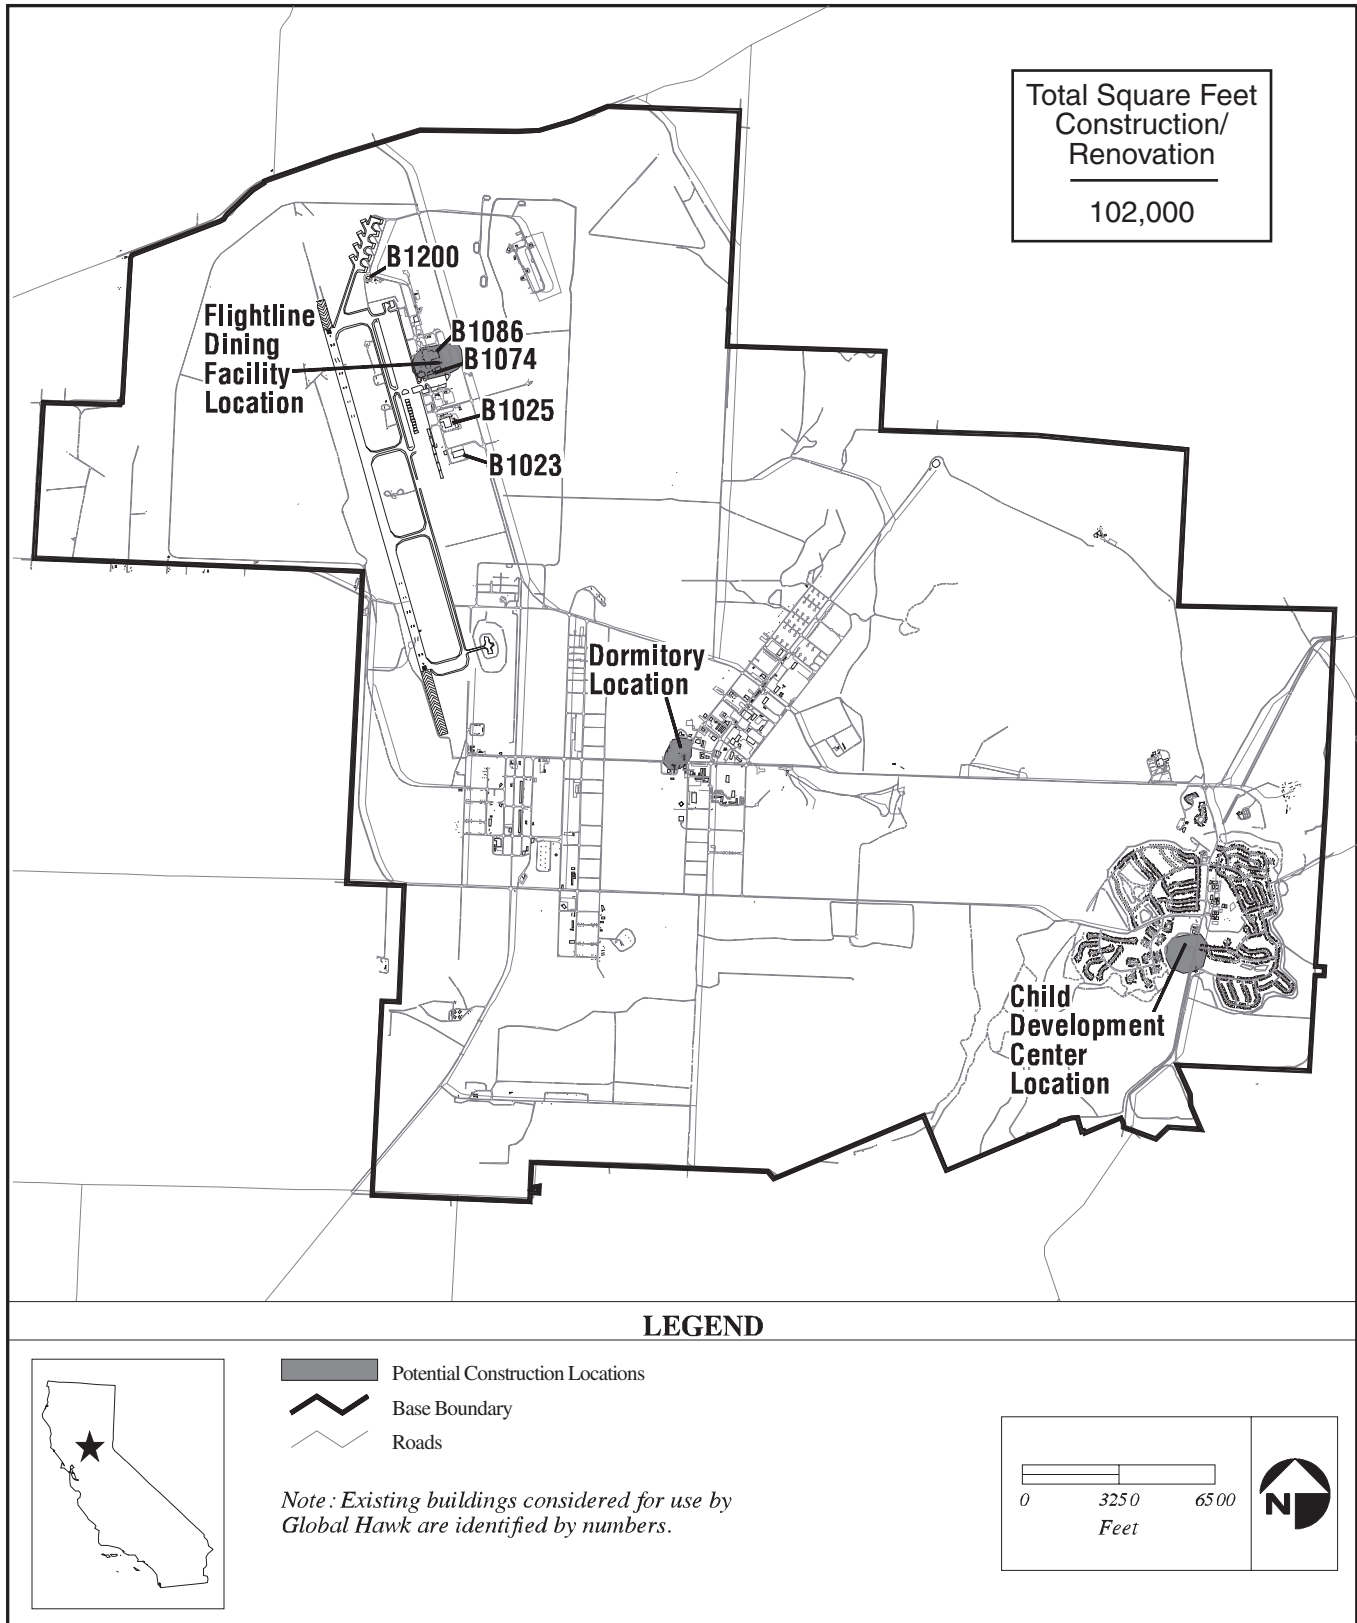 Total Square Feet
Construction/
Renovation
102,000
B1200
Flightline
Dining
Facility
Location
B1086
B1074
B1025
B1023
Dormitory
Location
Child
Development
Center
Location
LEGEND
Potential Construction Locations
Base Boundary
Roads
Note: Existing buildings considered for use by
Global Hawk are identified by numbers.
0 3250 6500
Feet
N